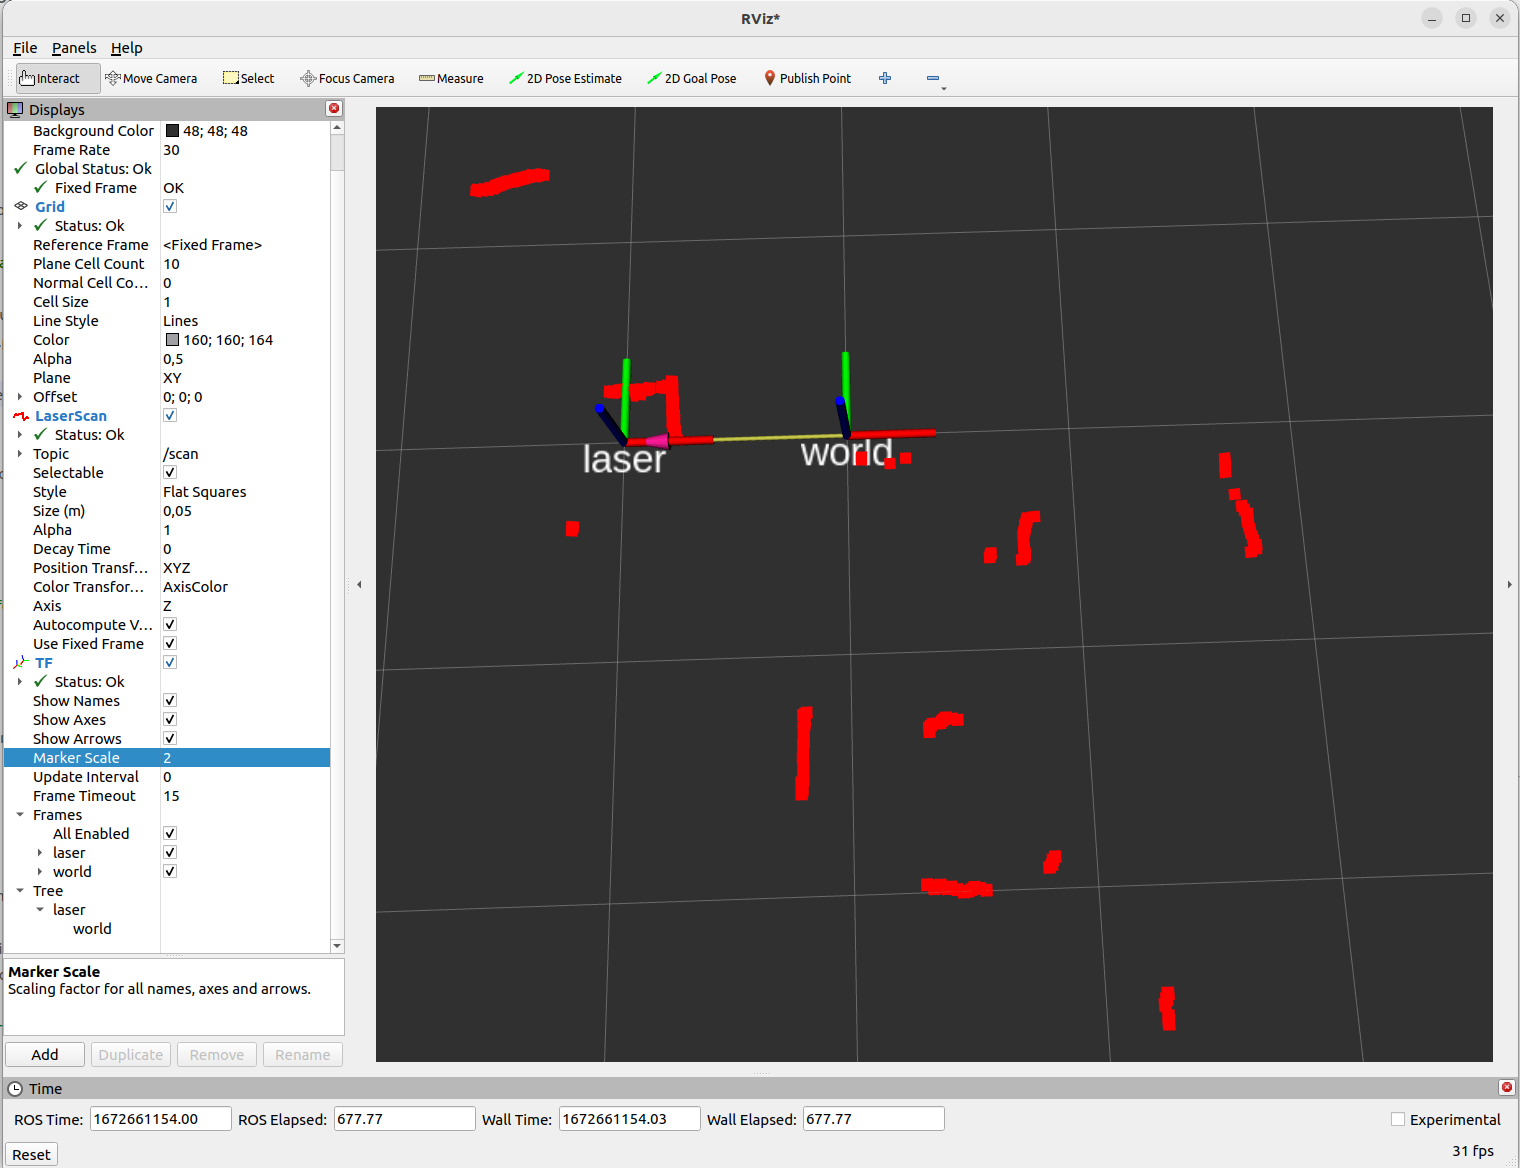 RViz*
File Panels Help
Interact Move Camera Select Focus Camera Measure 2D Pose Estimate 2D Goal Pose Publish Point
Displays
Background Color 48; 48; 48
Frame Rate 30
Global Status: Ok
Fixed Frame OK
Grid
Status: Ok
Reference Frame <Fixed Frame>
Plane Cell Count 10
Normal Cell Co... 0
Cell Size 1
Line Style Lines
Color 160; 160; 164
Alpha 0,5
Plane XY
Offset 0; 0; 0
LaserScan
Status: Ok
Topic /scan
Selectable
Style Flat Squares
Size (m) 0,05
Alpha 1
Decay Time 0
Position Transf... XYZ
Color Transfor... AxisColor
Axis Z
Autocompute V...
Use Fixed Frame
TF
Status: Ok
Show Names
Show Axes
Show Arrows
Marker Scale 2
Update Interval 0
Frame Timeout 15
Frames
All Enabled
laser
world
Tree
laser
world
Marker Scale
Scaling factor for all names, axes and arrows.
Add Duplicate Remove Rename
laser world
Time
ROS Time: 1672661154.00 ROS Elapsed: 677.77 Wall Time: 1672661154.03 Wall Elapsed: 677.77 Experimental
Reset 31 fps